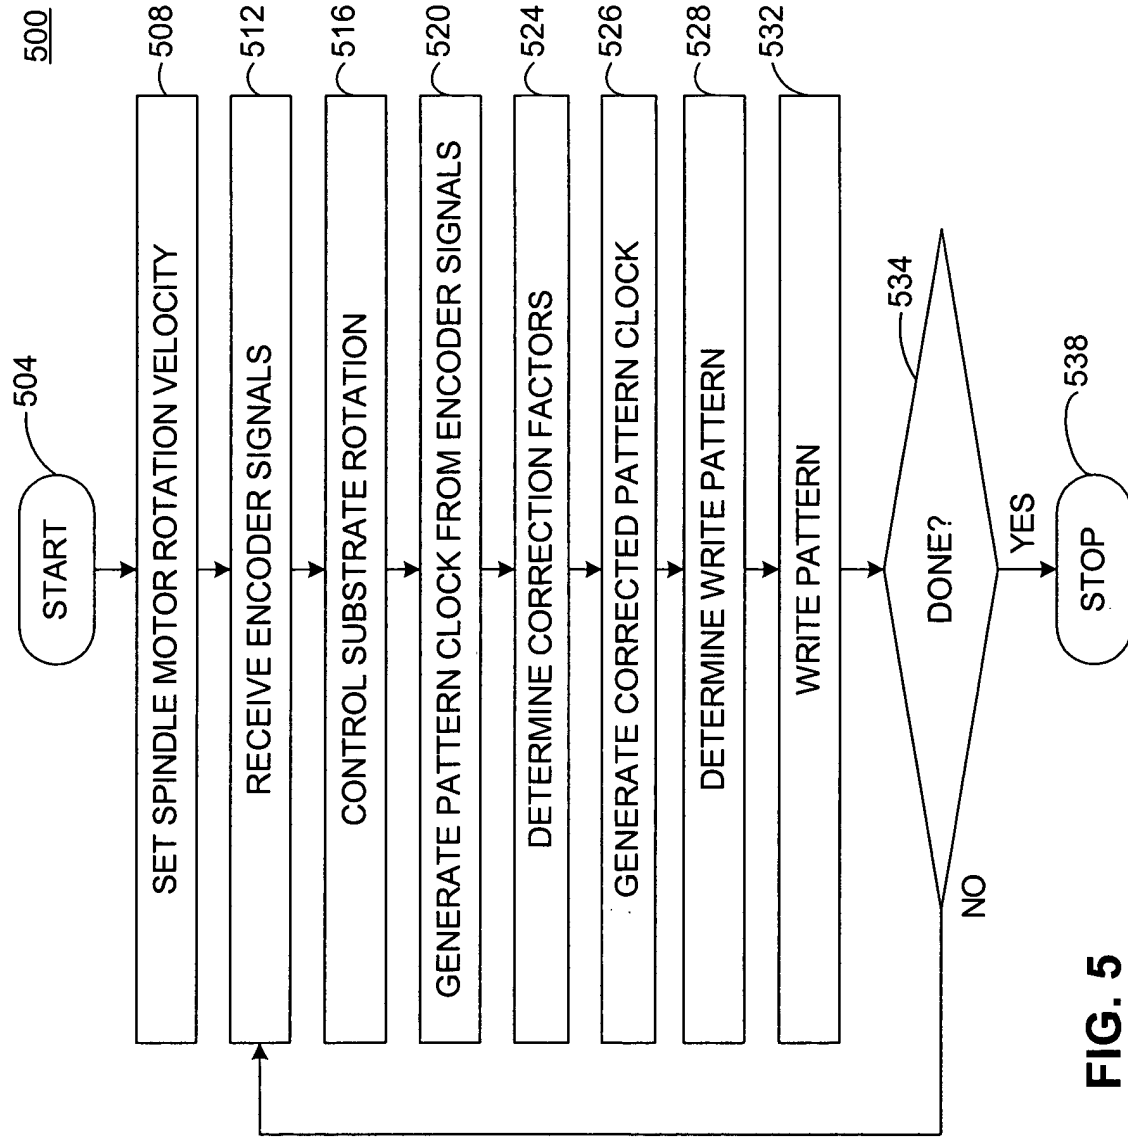 500
START
504
SET SPINDLE MOTOR ROTATION VELOCITY
508
RECEIVE ENCODER SIGNALS
512
CONTROL SUBSTRATE ROTATION
516
GENERATE PATTERN CLOCK FROM ENCODER SIGNALS
520
DETERMINE CORRECTION FACTORS
524
GENERATE CORRECTED PATTERN CLOCK
526
DETERMINE WRITE PATTERN
528
WRITE PATTERN
532
DONE?
534
NO
YES
STOP
538
FIG. 5